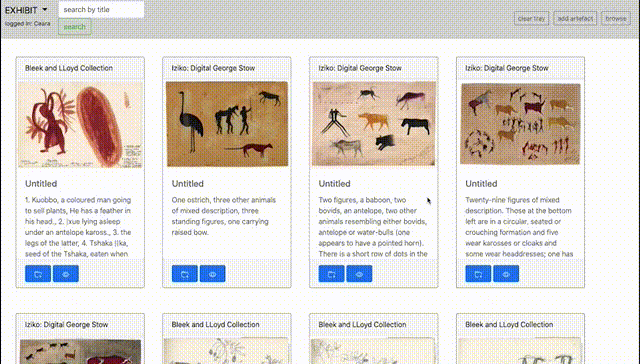 EXHIBIT
logged in: Ceara
search by title
search
clear tray
add artefact
browse
Bleek and LLoyd Collection
Untitled
1. Kuobbo, a coloured man going
to sell plants, He has a feather in
his head., 2. |xue lying asleep
under an antelope kaross., 3. the
legs of the latter, 4. Tshaka ||ka,
seed of the Tshaka, eaten when
Iziko: Digital George Stow
Untitled
One ostrich, three other animals
of mixed description, three
standing figures, one carrying
raised bow.
Iziko: Digital George Stow
Untitled
Two figures, a baboon, two
bovids, an antelope, two other
animals resembling either bovids,
antelope or water-bulls (one
appears to have a pointed horn).
There is a short row of dots in the
Iziko: Digital George Stow
Untitled
Twenty-nine figures of mixed
description. Those at the bottom
left are in a circular, seated or
crouching formation and five
wear karosses or cloaks and
some wear headdresses; one has
Iziko: Digital George Stow
Bleek and LLoyd Collection
Bleek and LLoyd Collection
Bleek and LLoyd Collection